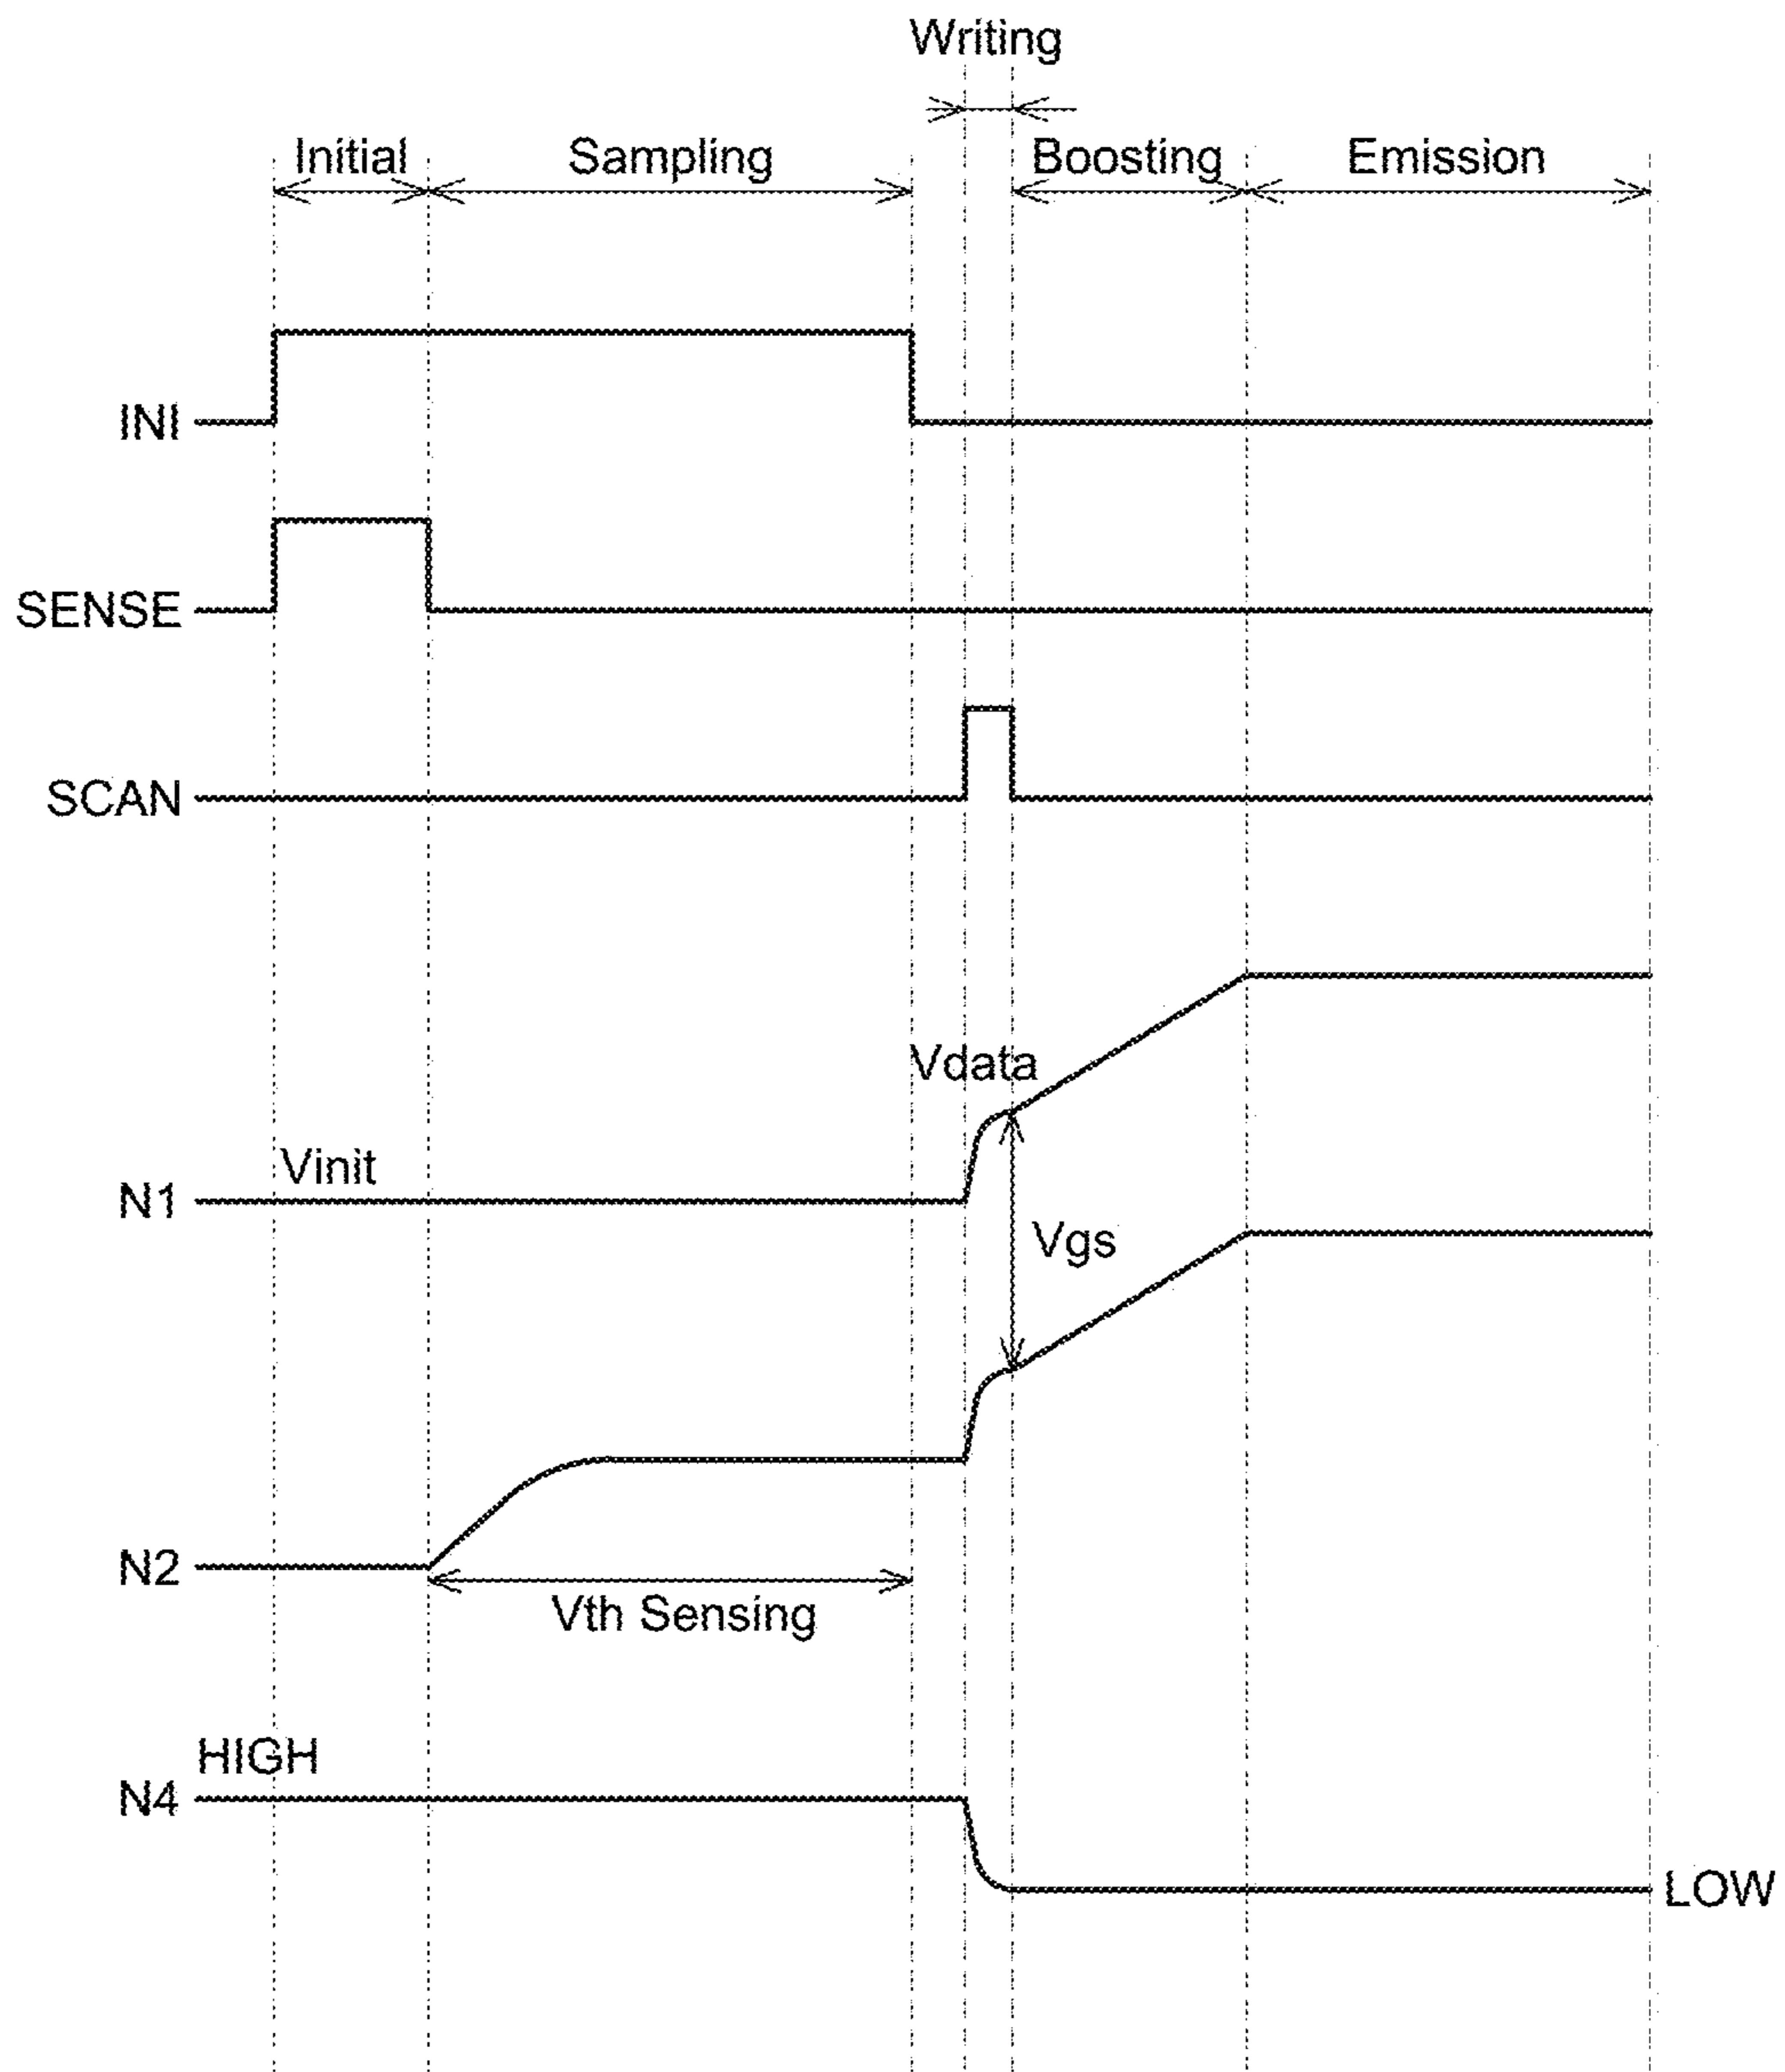 Writing
Initial
Sampling
Boosting
Emission
INI
SENSE
SCAN
Vdata
Vinit
N1
Vgs
N2
Vth Sensing
HIGH
N4
LOW